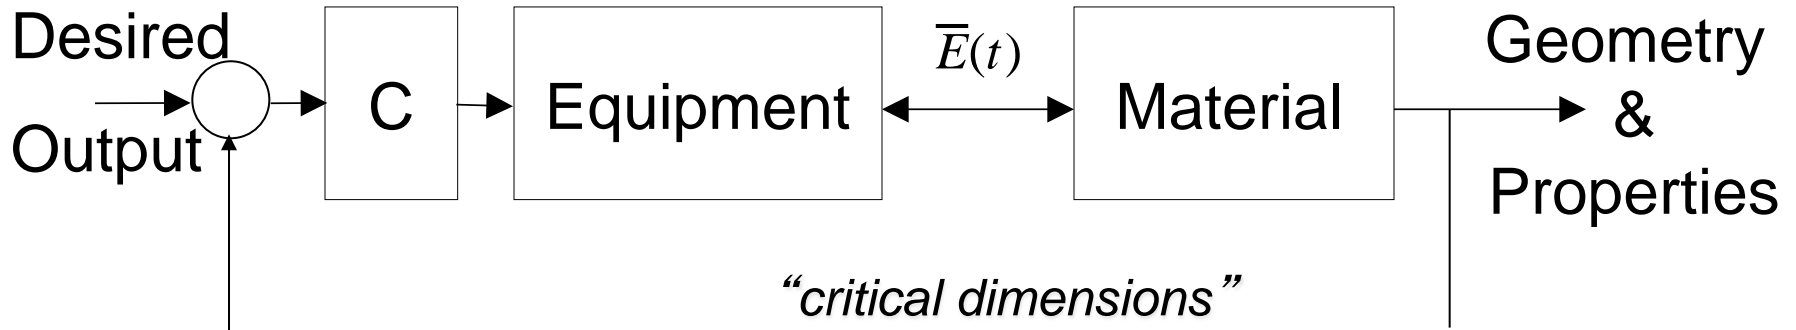 Desired
Output
C
Equipment
E̅(t)
Material
Geometry
&
Properties
“critical dimensions”